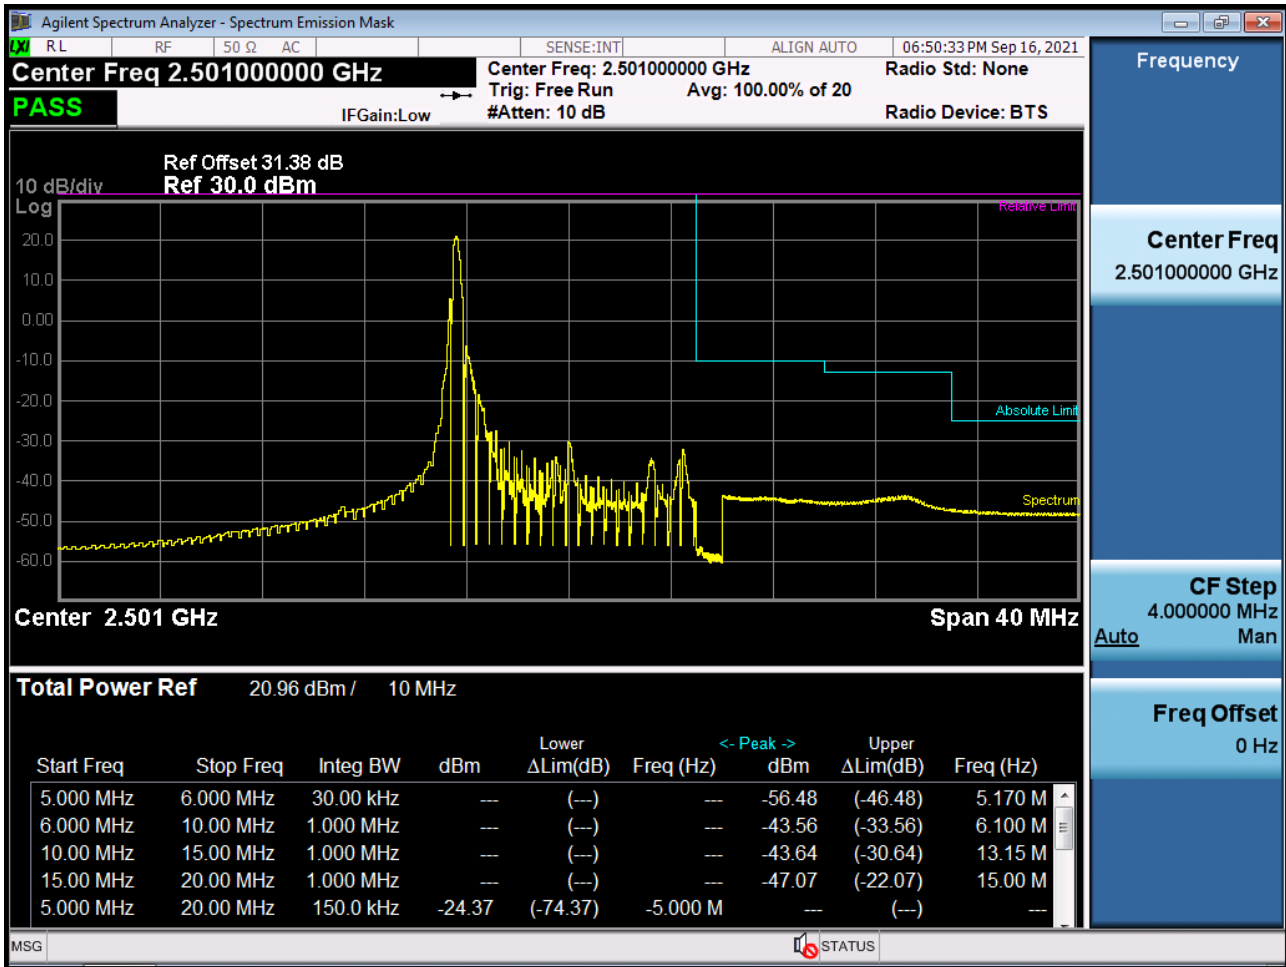 Agilent Spectrum Analyzer - Spectrum Emission Mask
LXI RL RF 50 Ω AC SENSE:INT ALIGN AUTO 06:50:33 PM Sep 16, 2021
Center Freq 2.501000000 GHz Center Freq: 2.501000000 GHz Radio Std: None
Trig: Free Run Avg: 100.00% of 20
PASS IFGain:Low #Atten: 10 dB Radio Device: BTS
Ref Offset 31.38 dB
10 dB/div Ref 30.0 dBm
Log
Relative Limit
20.0
10.0
0.00
-10.0
-20.0
Absolute Limit
-30.0
-40.0
Spectrum
-50.0
-60.0
Center 2.501 GHz Span 40 MHz
Total Power Ref 20.96 dBm / 10 MHz
Lower <- Peak -> Upper
Start Freq Stop Freq Integ BW dBm ΔLim(dB) Freq (Hz) dBm ΔLim(dB) Freq (Hz)
5.000 MHz 6.000 MHz 30.00 kHz --- (---) --- -56.48 (-46.48) 5.170 M
6.000 MHz 10.00 MHz 1.000 MHz --- (---) --- -43.56 (-33.56) 6.100 M
10.00 MHz 15.00 MHz 1.000 MHz --- (---) --- -43.64 (-30.64) 13.15 M
15.00 MHz 20.00 MHz 1.000 MHz --- (---) --- -47.07 (-22.07) 15.00 M
5.000 MHz 20.00 MHz 150.0 kHz -24.37 (-74.37) -5.000 M --- (---) ---
MSG STATUS
Frequency
Center Freq
2.501000000 GHz
CF Step
4.000000 MHz
Auto Man
Freq Offset
0 Hz